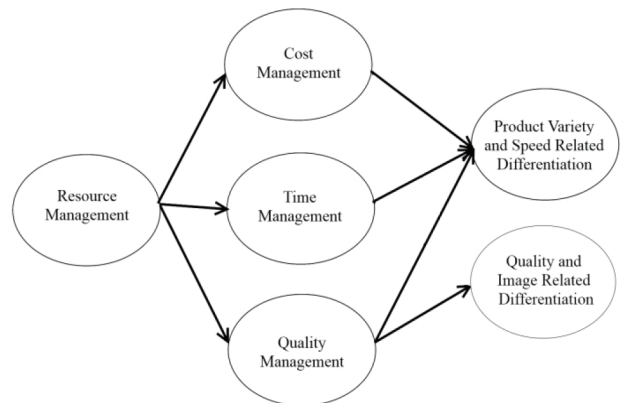 Cost
Management
Product Variety
and Speed Related
Differentiation
Resource
Management
Time
Management
Quality and
Image Related
Differentiation
Quality
Management